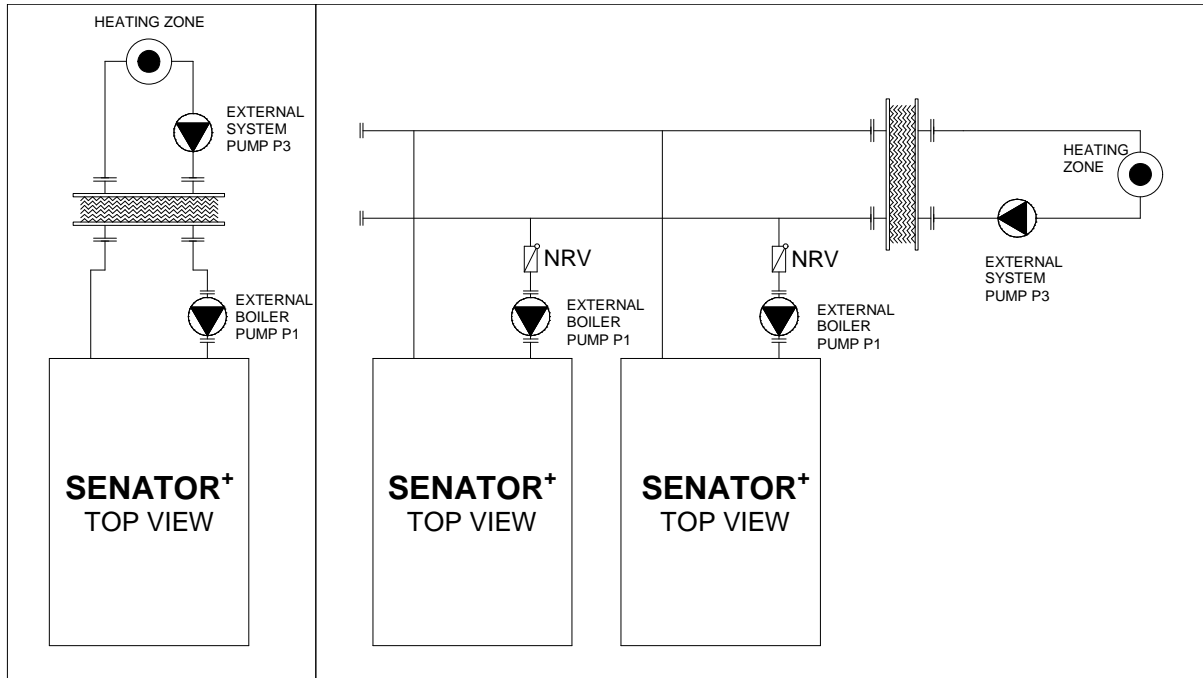 HEATING ZONE
EXTERNAL
SYSTEM
PUMP P3
EXTERNAL
BOILER
PUMP P1
SENATOR+
TOP VIEW
HEATING
ZONE
EXTERNAL
SYSTEM
PUMP P3
NRV
NRV
EXTERNAL
BOILER
PUMP P1
EXTERNAL
BOILER
PUMP P1
SENATOR+
TOP VIEW
SENATOR+
TOP VIEW